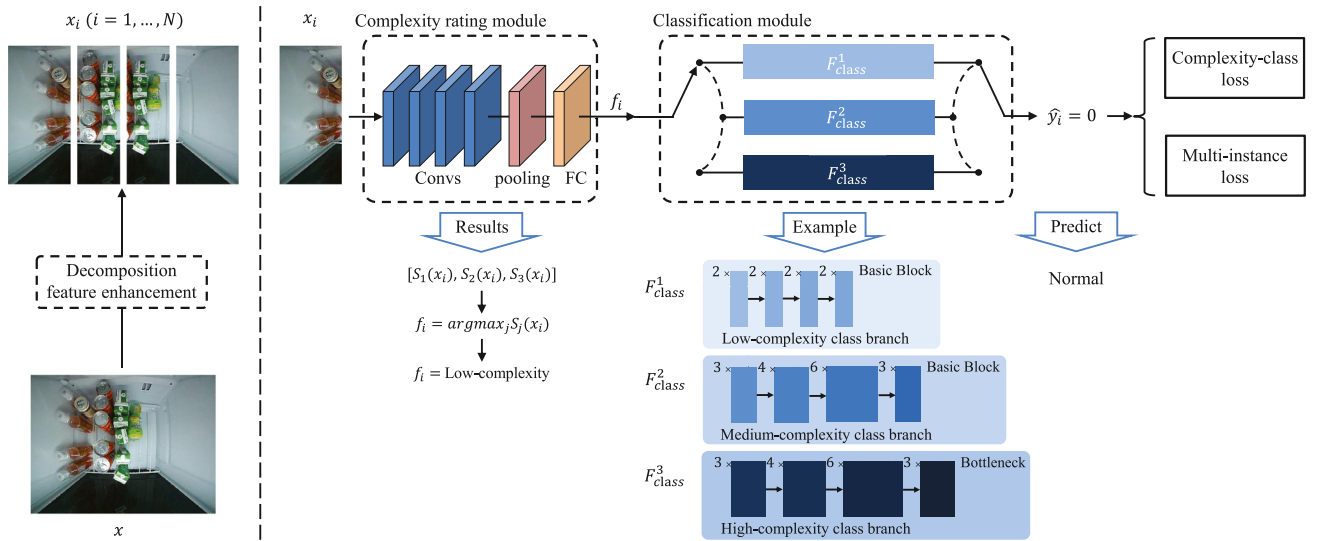 x_i (i = 1, ..., N)
Decomposition
feature enhancement
x
x_i
Complexity rating module
Convs
pooling
FC
f_i
Results
[S_1(x_i), S_2(x_i), S_3(x_i)]
f_i = argmax_j S_j(x_i)
f_i = Low-complexity
Classification module
F^1_class
F^2_class
F^3_class
ŷ_i = 0
Complexity-class
loss
Multi-instance
loss
Example
Predict
Normal
F^1_class
2 × 2 × 2 × 2 × Basic Block
Low-complexity class branch
F^2_class
3 × 4 × 6 × 3 × Basic Block
Medium-complexity class branch
F^3_class
3 × 4 × 6 × 3 × Bottleneck
High-complexity class branch